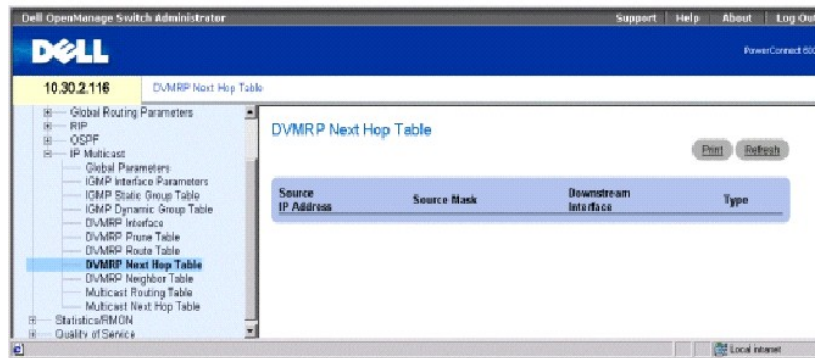 Dell OpenManage Switch Administrator
Support Help About Log Out
DELL
PowerConnect 600
10.30.2.116
DVMRP Next Hop Table
Global Routing Parameters
RIP
OSPF
IP Multicast
Global Parameters
IGMP Interface Parameters
IGMP Static Group Table
IGMP Dynamic Group Table
DVMRP Interface
DVMRP Prune Table
DVMRP Route Table
DVMRP Next Hop Table
DVMRP Neighbor Table
Multicast Routing Table
Multicast Next Hop Table
Statistics/RMON
Quality of Service
DVMRP Next Hop Table
Print Refresh
Source IP Address
Source Mask
Downstream Interface
Type
Local intranet